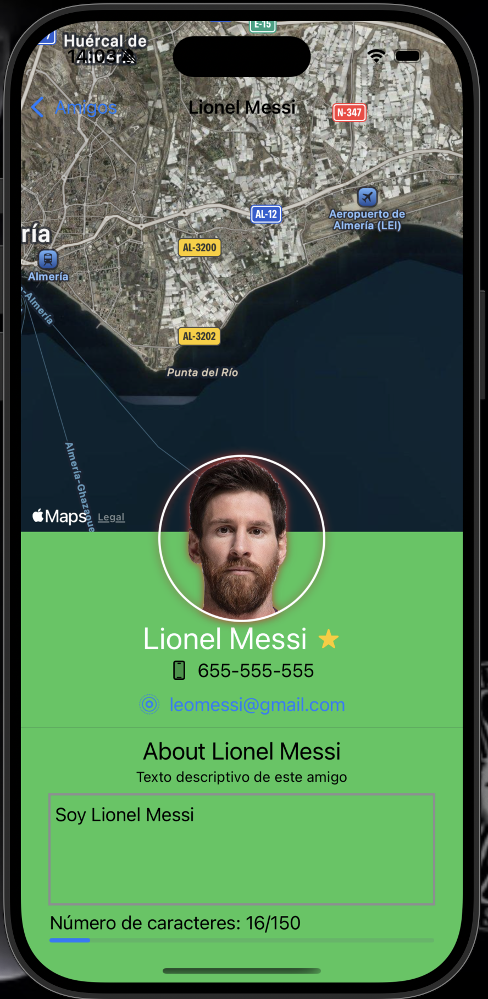 E-15
7
Huércal de
Almer
14:03
Amigos
Lionel Messi
N-347
AL-12
Aeropuerto de
Almería (LEI)
ría
AL-3200
Almería
-Almería
AL-3202
Punta del Río
Almería-Ghazaoue
Maps Legal
Lionel Messi
655-555-555
leomessi@gmail.com
About Lionel Messi
Texto descriptivo de este amigo
Soy Lionel Messi
Número de caracteres: 16/150